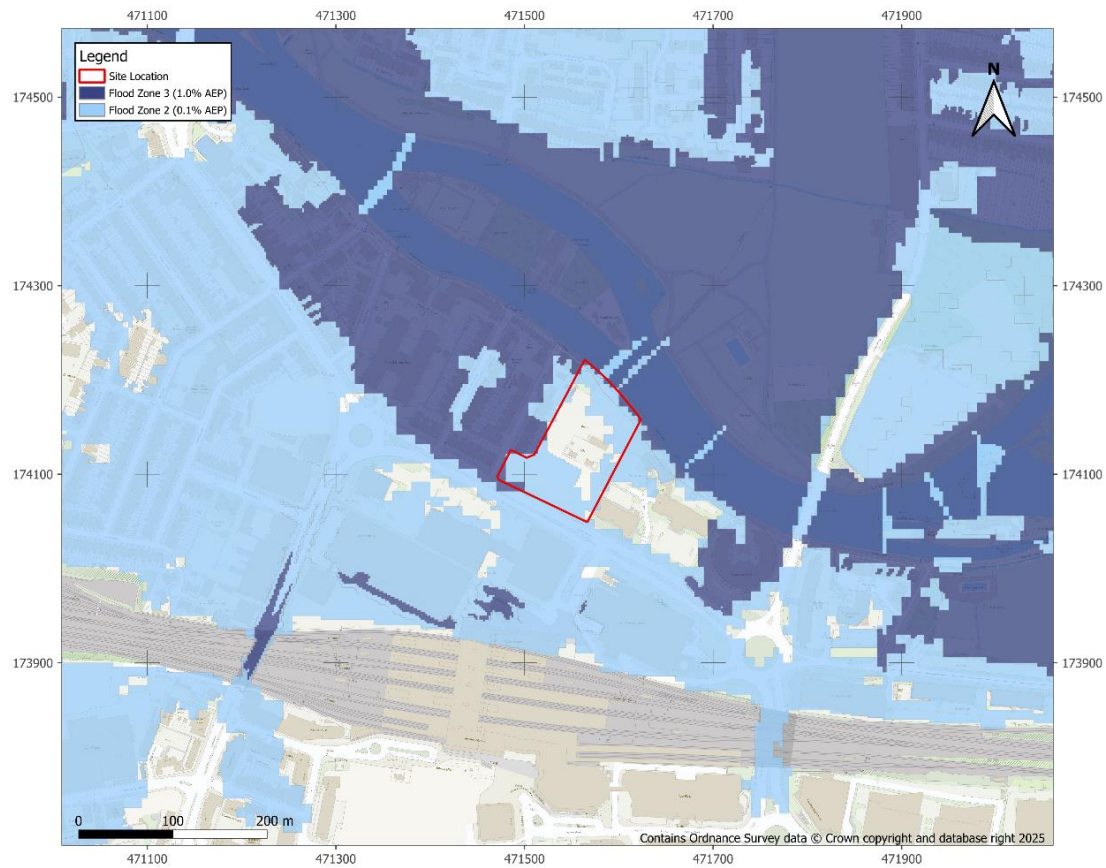 471100 471300 471500 471700 471900
Legend
Site Location
Flood Zone 3 (1.0% AEP)
Flood Zone 2 (0.1% AEP)
N
174500 174500
174300 174300
174100 174100
173900 173900
0 100 200 m
Contains Ordnance Survey data © Crown copyright and database right 2025
471100 471300 471500 471700 471900